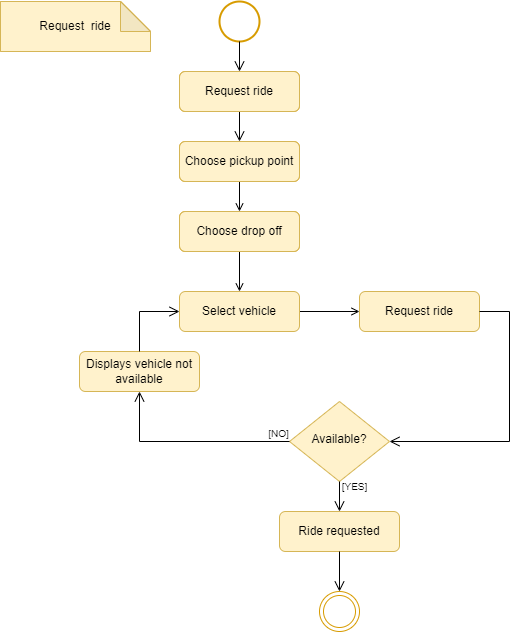 Request ride
Request ride
Choose pickup point
Choose drop off
Select vehicle
Request ride
Displays vehicle not
available
[NO]
Available?
[YES]
Ride requested